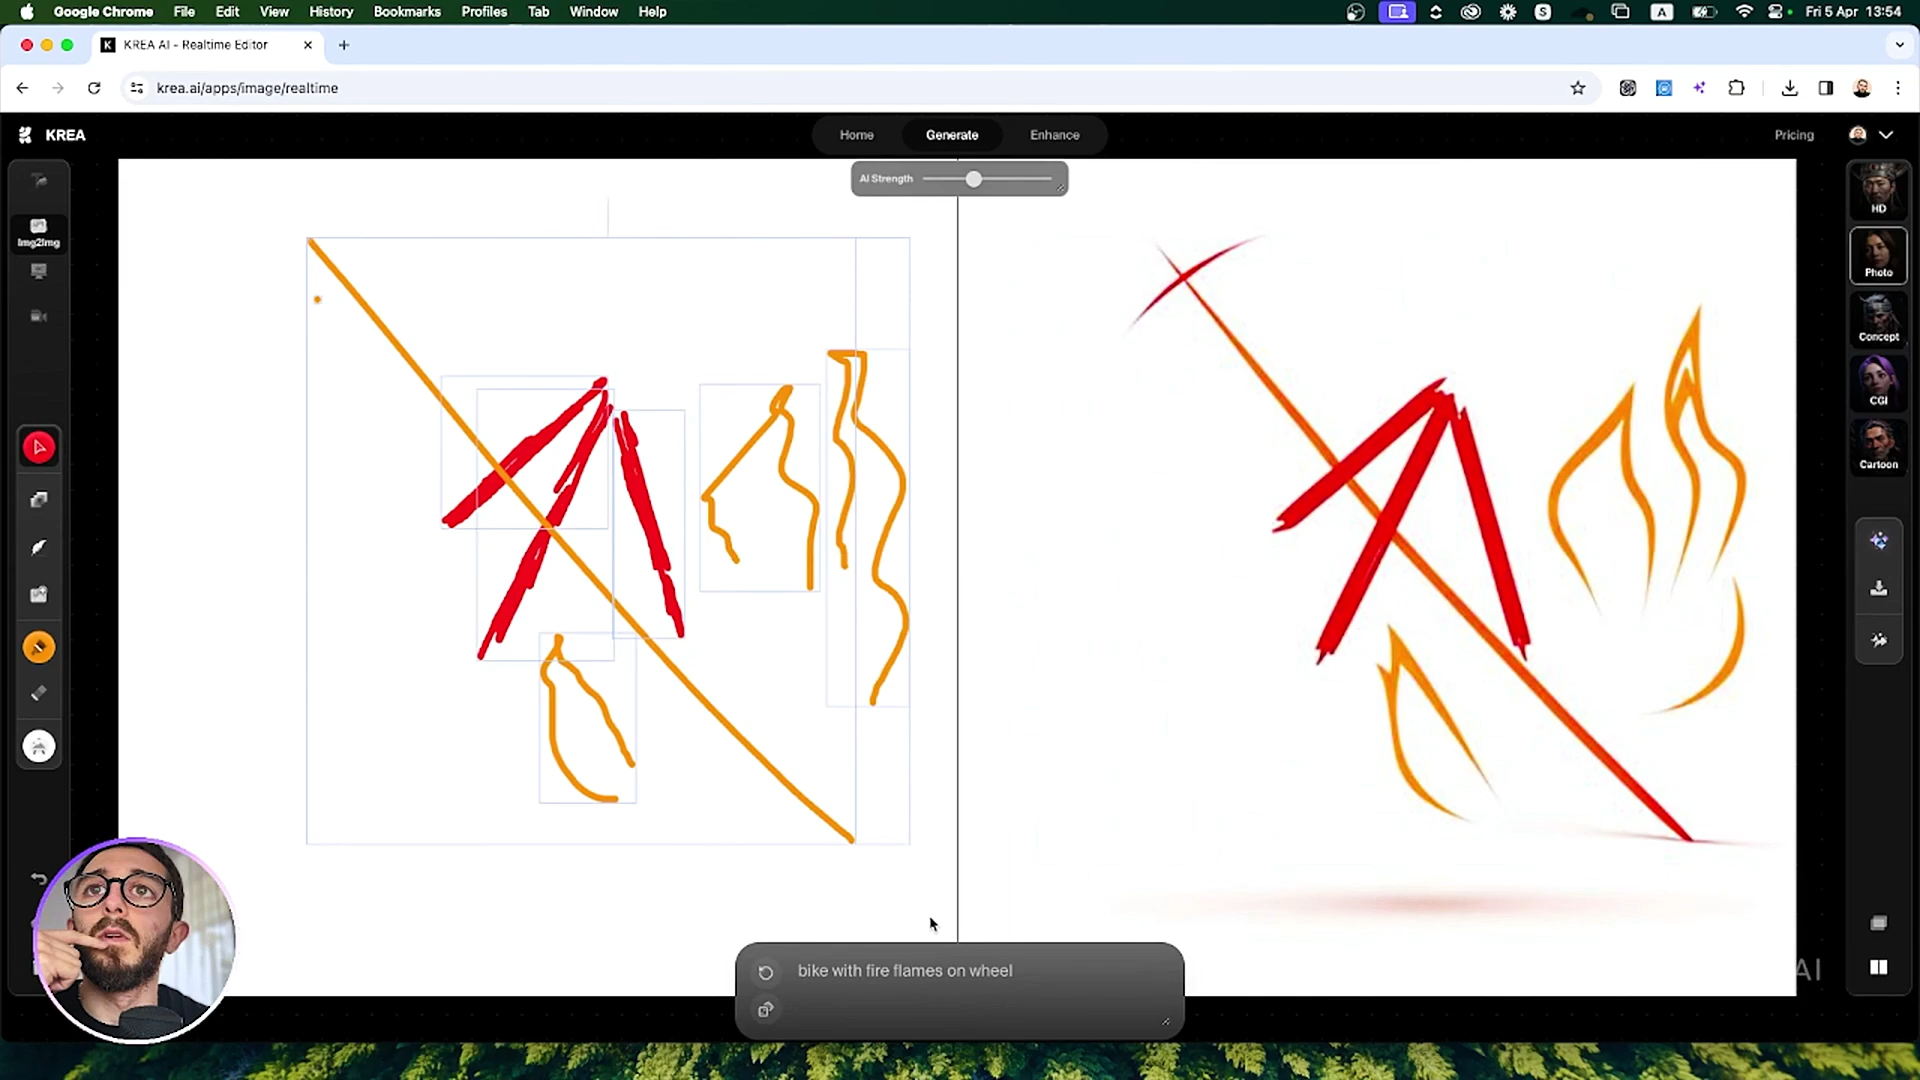 Google Chrome File Edit View History Bookmarks Profiles Tab Window Help
A
Fri 5 Apr 13:54
KREA AI - Realtime Editor
krea.ai/apps/image/realtime
KREA
Home Generate Enhance
Pricing
AI Strength
Img2Img
HD
Photo
Concept
CGI
Cartoon
bike with fire flames on wheel
AI